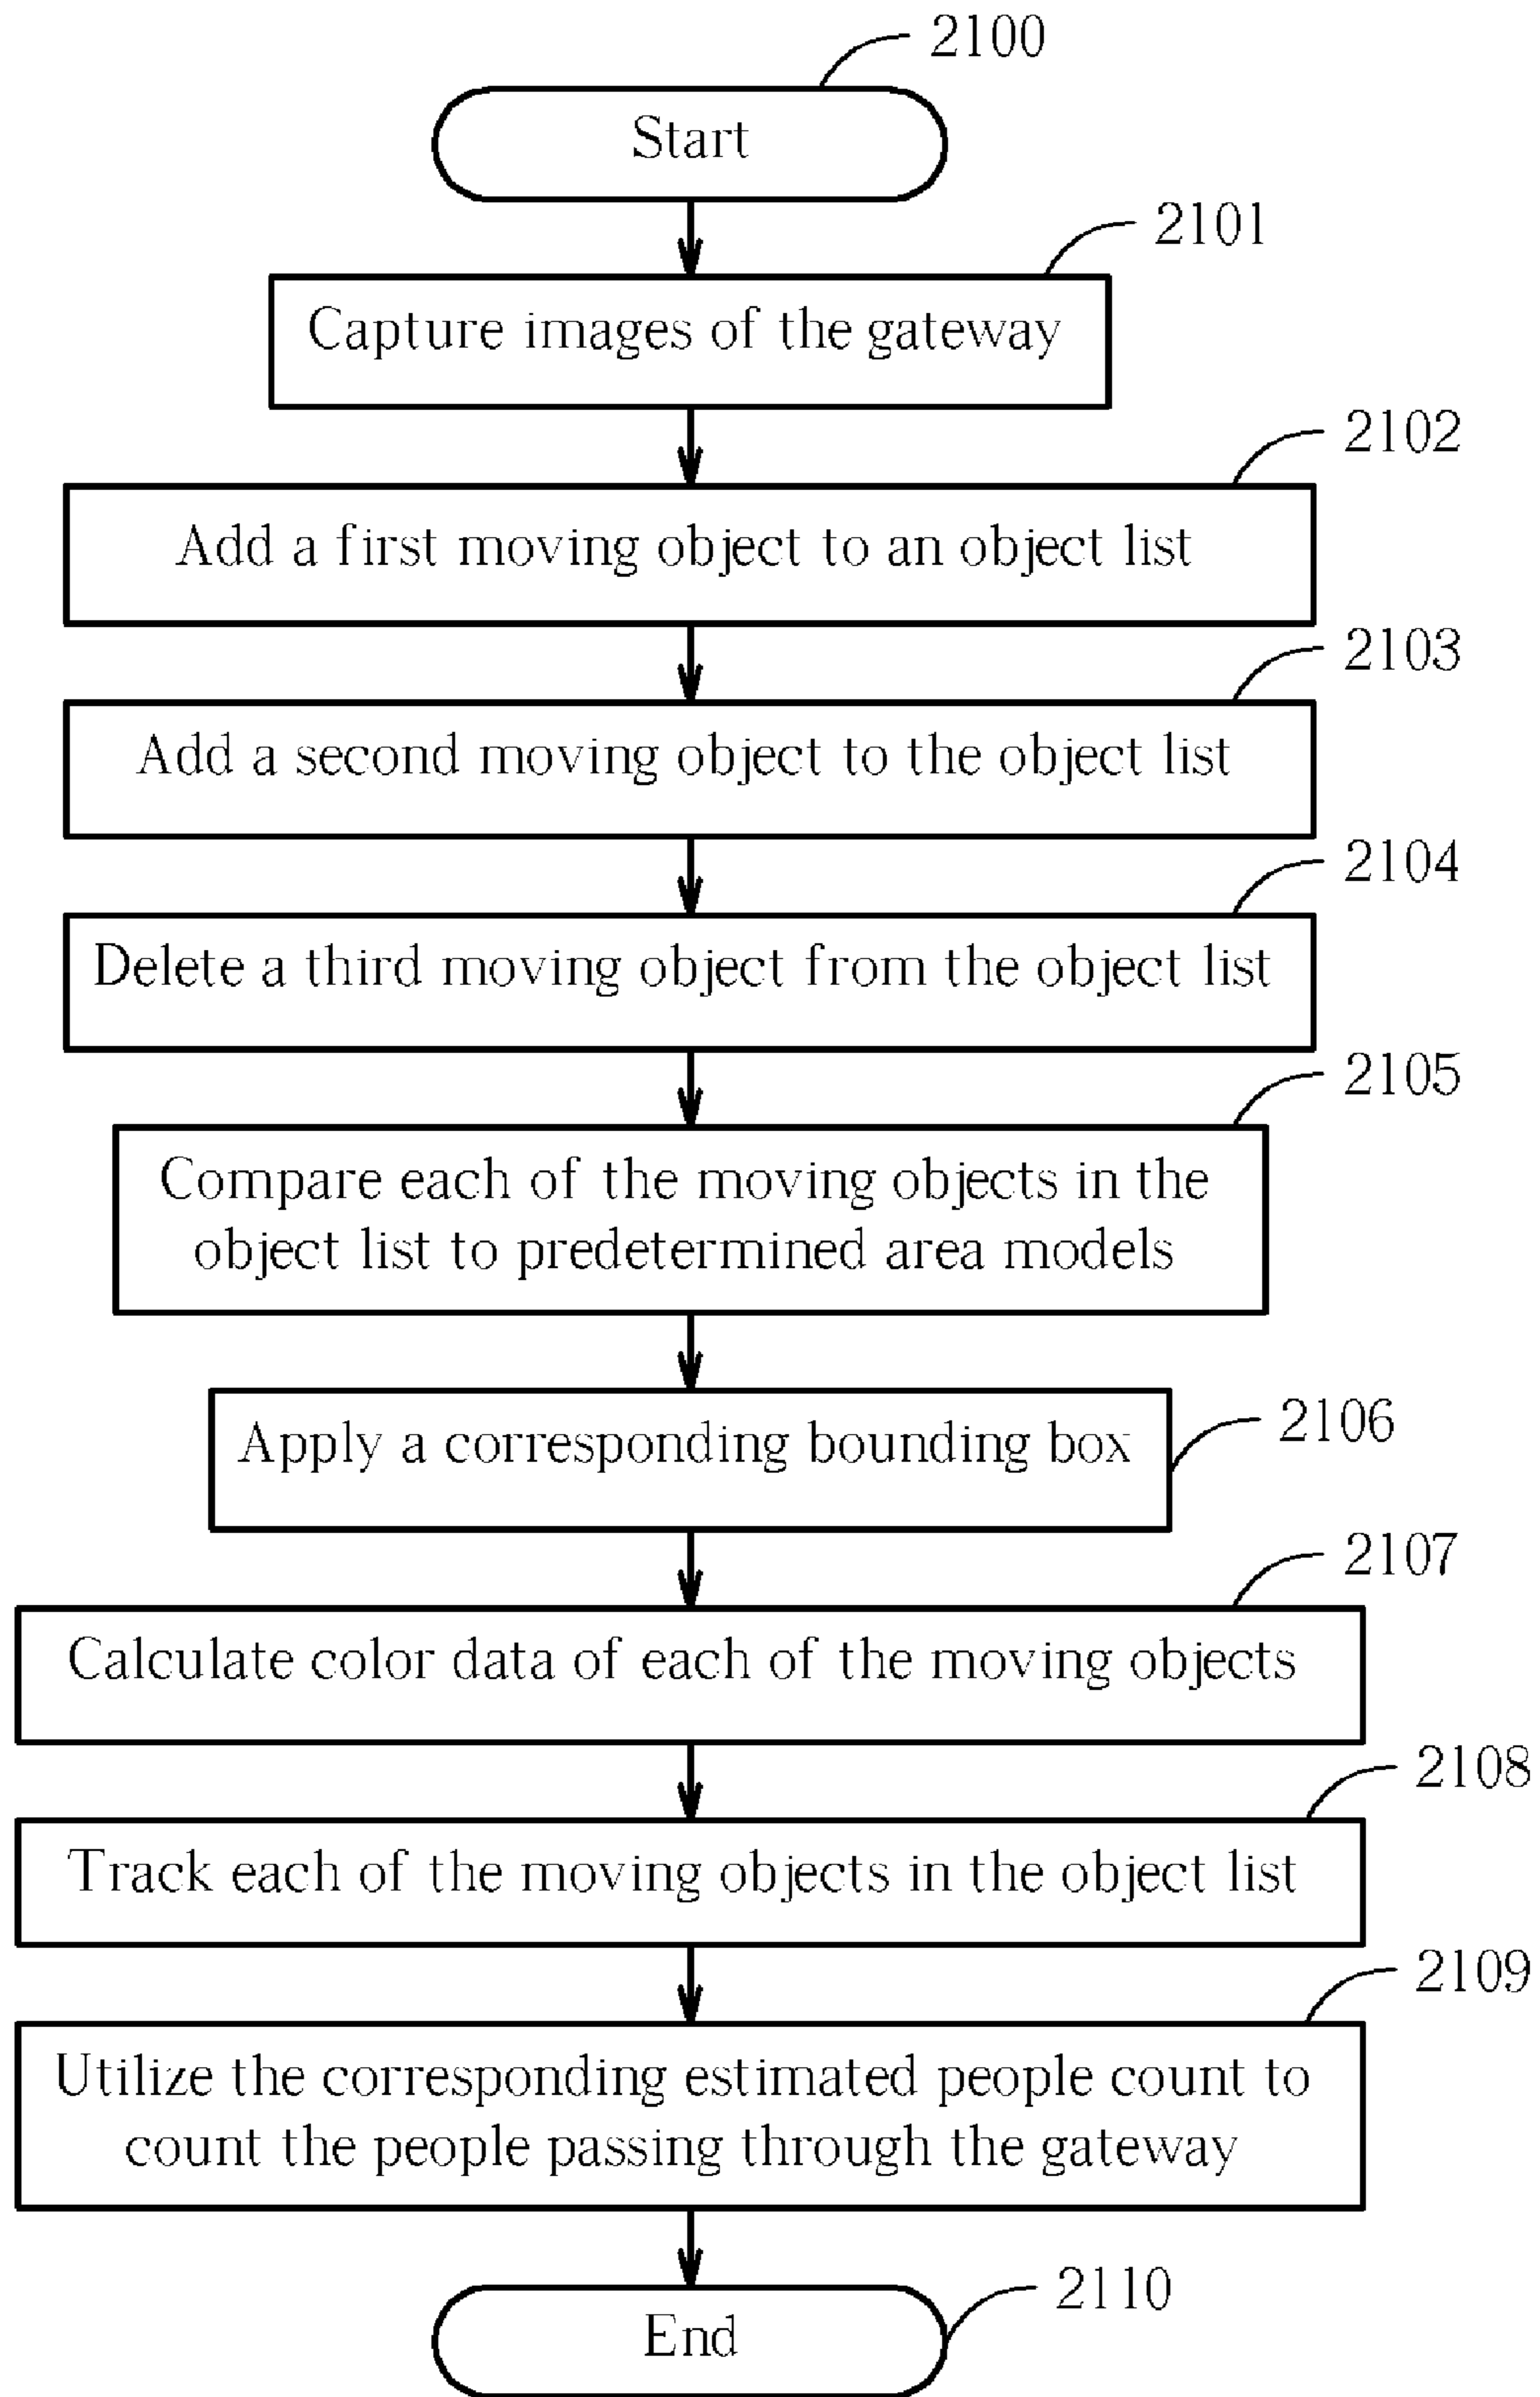 2100
Start
2101
Capture images of the gateway
2102
Add a first moving object to an object list
2103
Add a second moving object to the object list
2104
Delete a third moving object from the object list
2105
Compare each of the moving objects in the
object list to predetermined area models
2106
Apply a corresponding bounding box
2107
Calculate color data of each of the moving objects
2108
Track each of the moving objects in the object list
2109
Utilize the corresponding estimated people count to
count the people passing through the gateway
2110
End